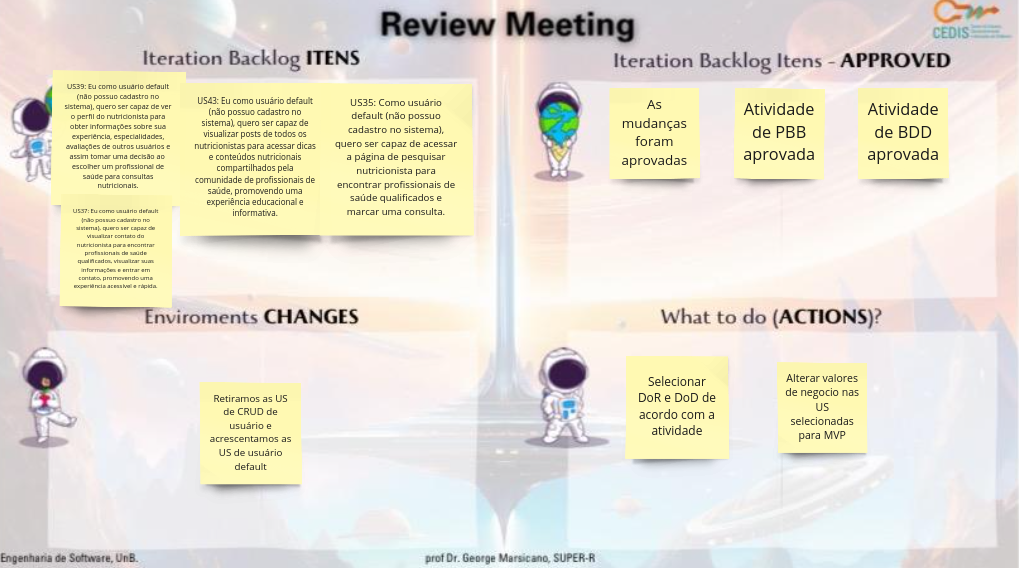 Review Meeting
CEDIS
Iteration Backlog ITENS
US39: Eu como usuário default
(não possuo cadastro no
sistema), quero ser capaz de ver
o perfil do nutricionista para
obter informações sobre sua
experiência, especialidades,
avaliações de outros usuários e
assim tomar uma decisão ao
escolher um profissional de
saúde para consultas
nutricionais.
US43: Eu como usuário default
(não possuo cadastro no
sistema), quero ser capaz de
visualizar posts de todos os
nutricionistas para acessar dicas
e conteúdos nutricionais
compartilhados pela
comunidade de profissionais de
saúde, promovendo uma
experiência educacional e
informativa.
US35: Como usuário
default (não possuo
cadastro no sistema),
quero ser capaz de acessar
a página de pesquisar
nutricionista para
encontrar profissionais de
saúde qualificados e
marcar uma consulta.
US37: Eu como usuário default
(não possuo cadastro no
sistema), quero ser capaz de
visualizar contato do
nutricionista para encontrar
profissionais de saúde
qualificados, visualizar suas
informações e entrar em
contato, promovendo uma
experiência acessível e rápida.
Iteration Backlog Itens - APPROVED
As
mudanças
foram
aprovadas
Atividade
de PBB
aprovada
Atividade
de BDD
aprovada
Enviroments CHANGES
Retiramos as US
de CRUD de
usuário e
acrescentamos as
US de usuário
default
What to do (ACTIONS)?
Selecionar
DoR e DoD de
acordo com a
atividade
Alterar valores
de negocio nas
US
selecionadas
para MVP
Engenharia de Software, UnB.
prof Dr. George Marsicano, SUPER-R